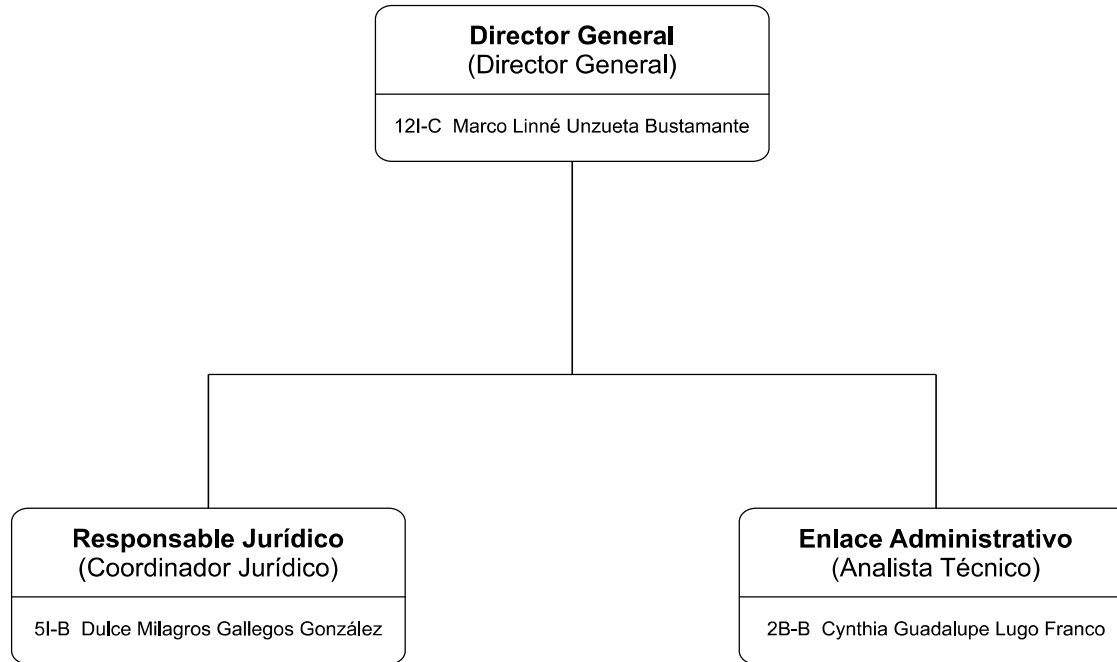 Director General
(Director General)
12I-C Marco Linné Unzueta Bustamante
Responsable Jurídico
(Coordinador Jurídico)
5I-B Dulce Milagros Gallegos González
Enlace Administrativo
(Analista Técnico)
2B-B Cynthia Guadalupe Lugo Franco